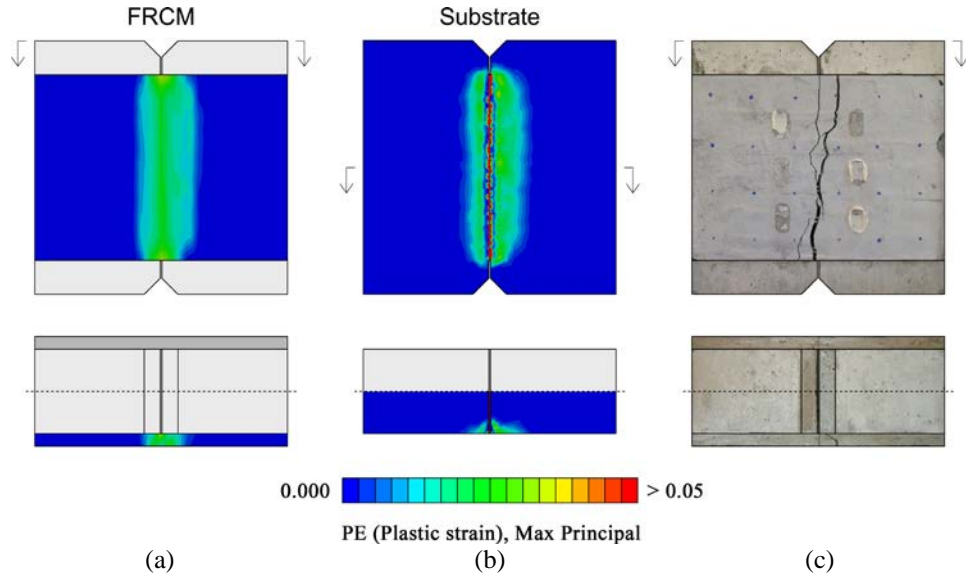 FRCM
Substrate
0.000
> 0.05
PE (Plastic strain), Max Principal
(a)
(b)
(c)